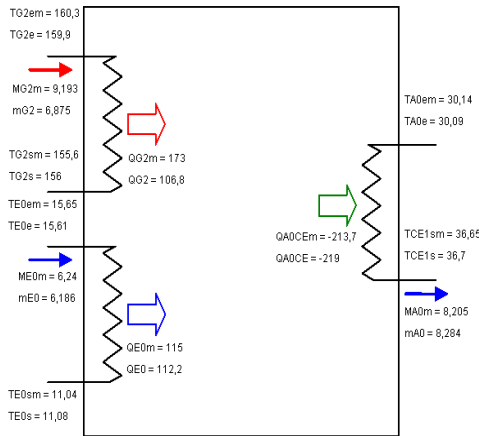 TG2em = 160,3
TG2e = 159,9
MG2m = 9,193
mG2 = 6,875
TG2sm = 155,6
TG2s = 156
QG2m = 173
QG2 = 106,8
TE0em = 15,65
TE0e = 15,61
ME0m = 6,24
mE0 = 6,186
QE0m = 115
QE0 = 112,2
TE0sm = 11,04
TE0s = 11,08
TA0em = 30,14
TA0e = 30,09
QA0CEm = -213,7
QA0CE = -219
TCE1sm = 36,65
TCE1s = 36,7
MA0m = 8,205
mA0 = 8,284